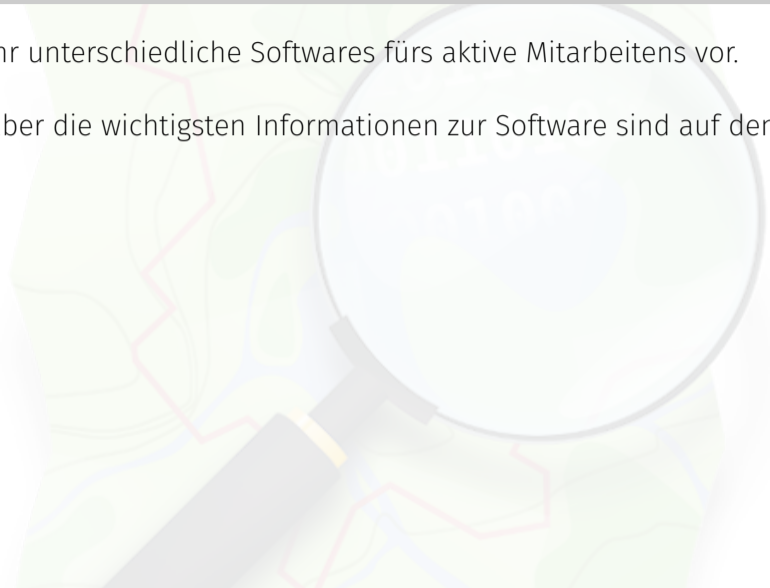 hr unterschiedliche Softwares fürs aktive Mitarbeitens vor.
ber die wichtigsten Informationen zur Software sind auf der